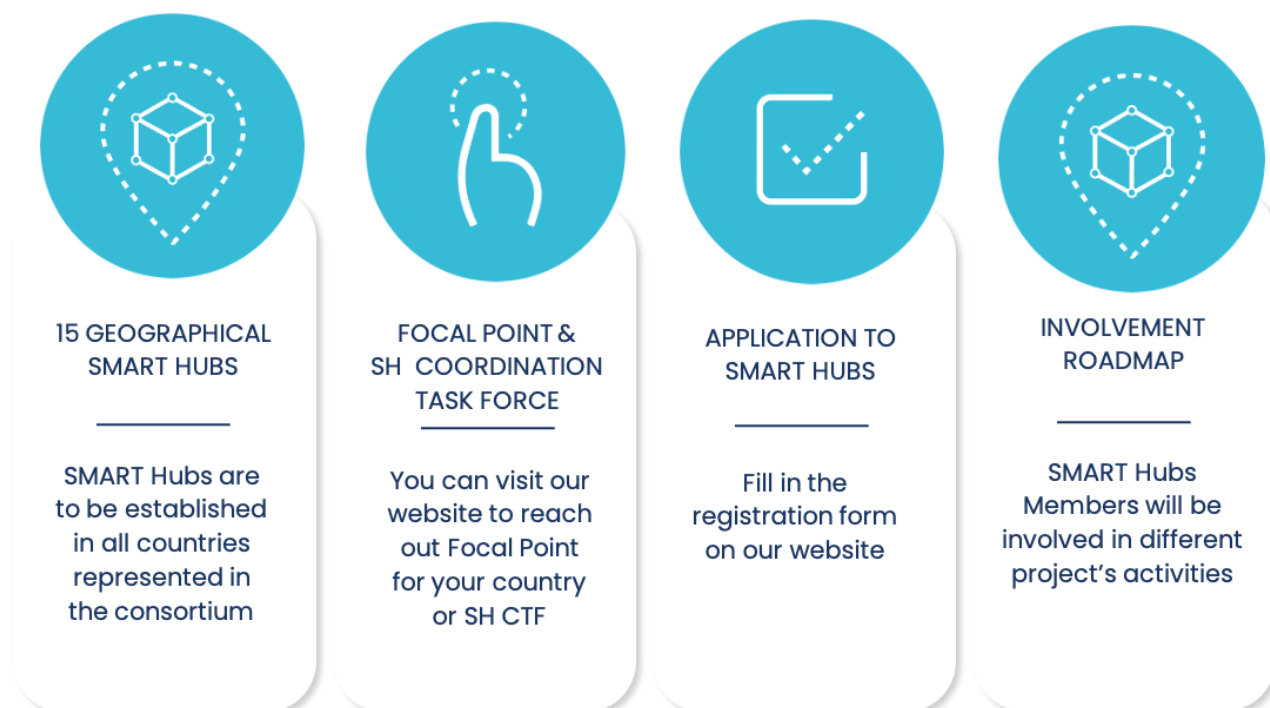 15 GEOGRAPHICAL
SMART HUBS
SMART Hubs are
to be established
in all countries
represented in
the consortium
FOCAL POINT &
SH COORDINATION
TASK FORCE
You can visit our
website to reach
out Focal Point
for your country
or SH CTF
APPLICATION TO
SMART HUBS
Fill in the
registration form
on our website
INVOLVEMENT
ROADMAP
SMART Hubs
Members will be
involved in different
project’s activities